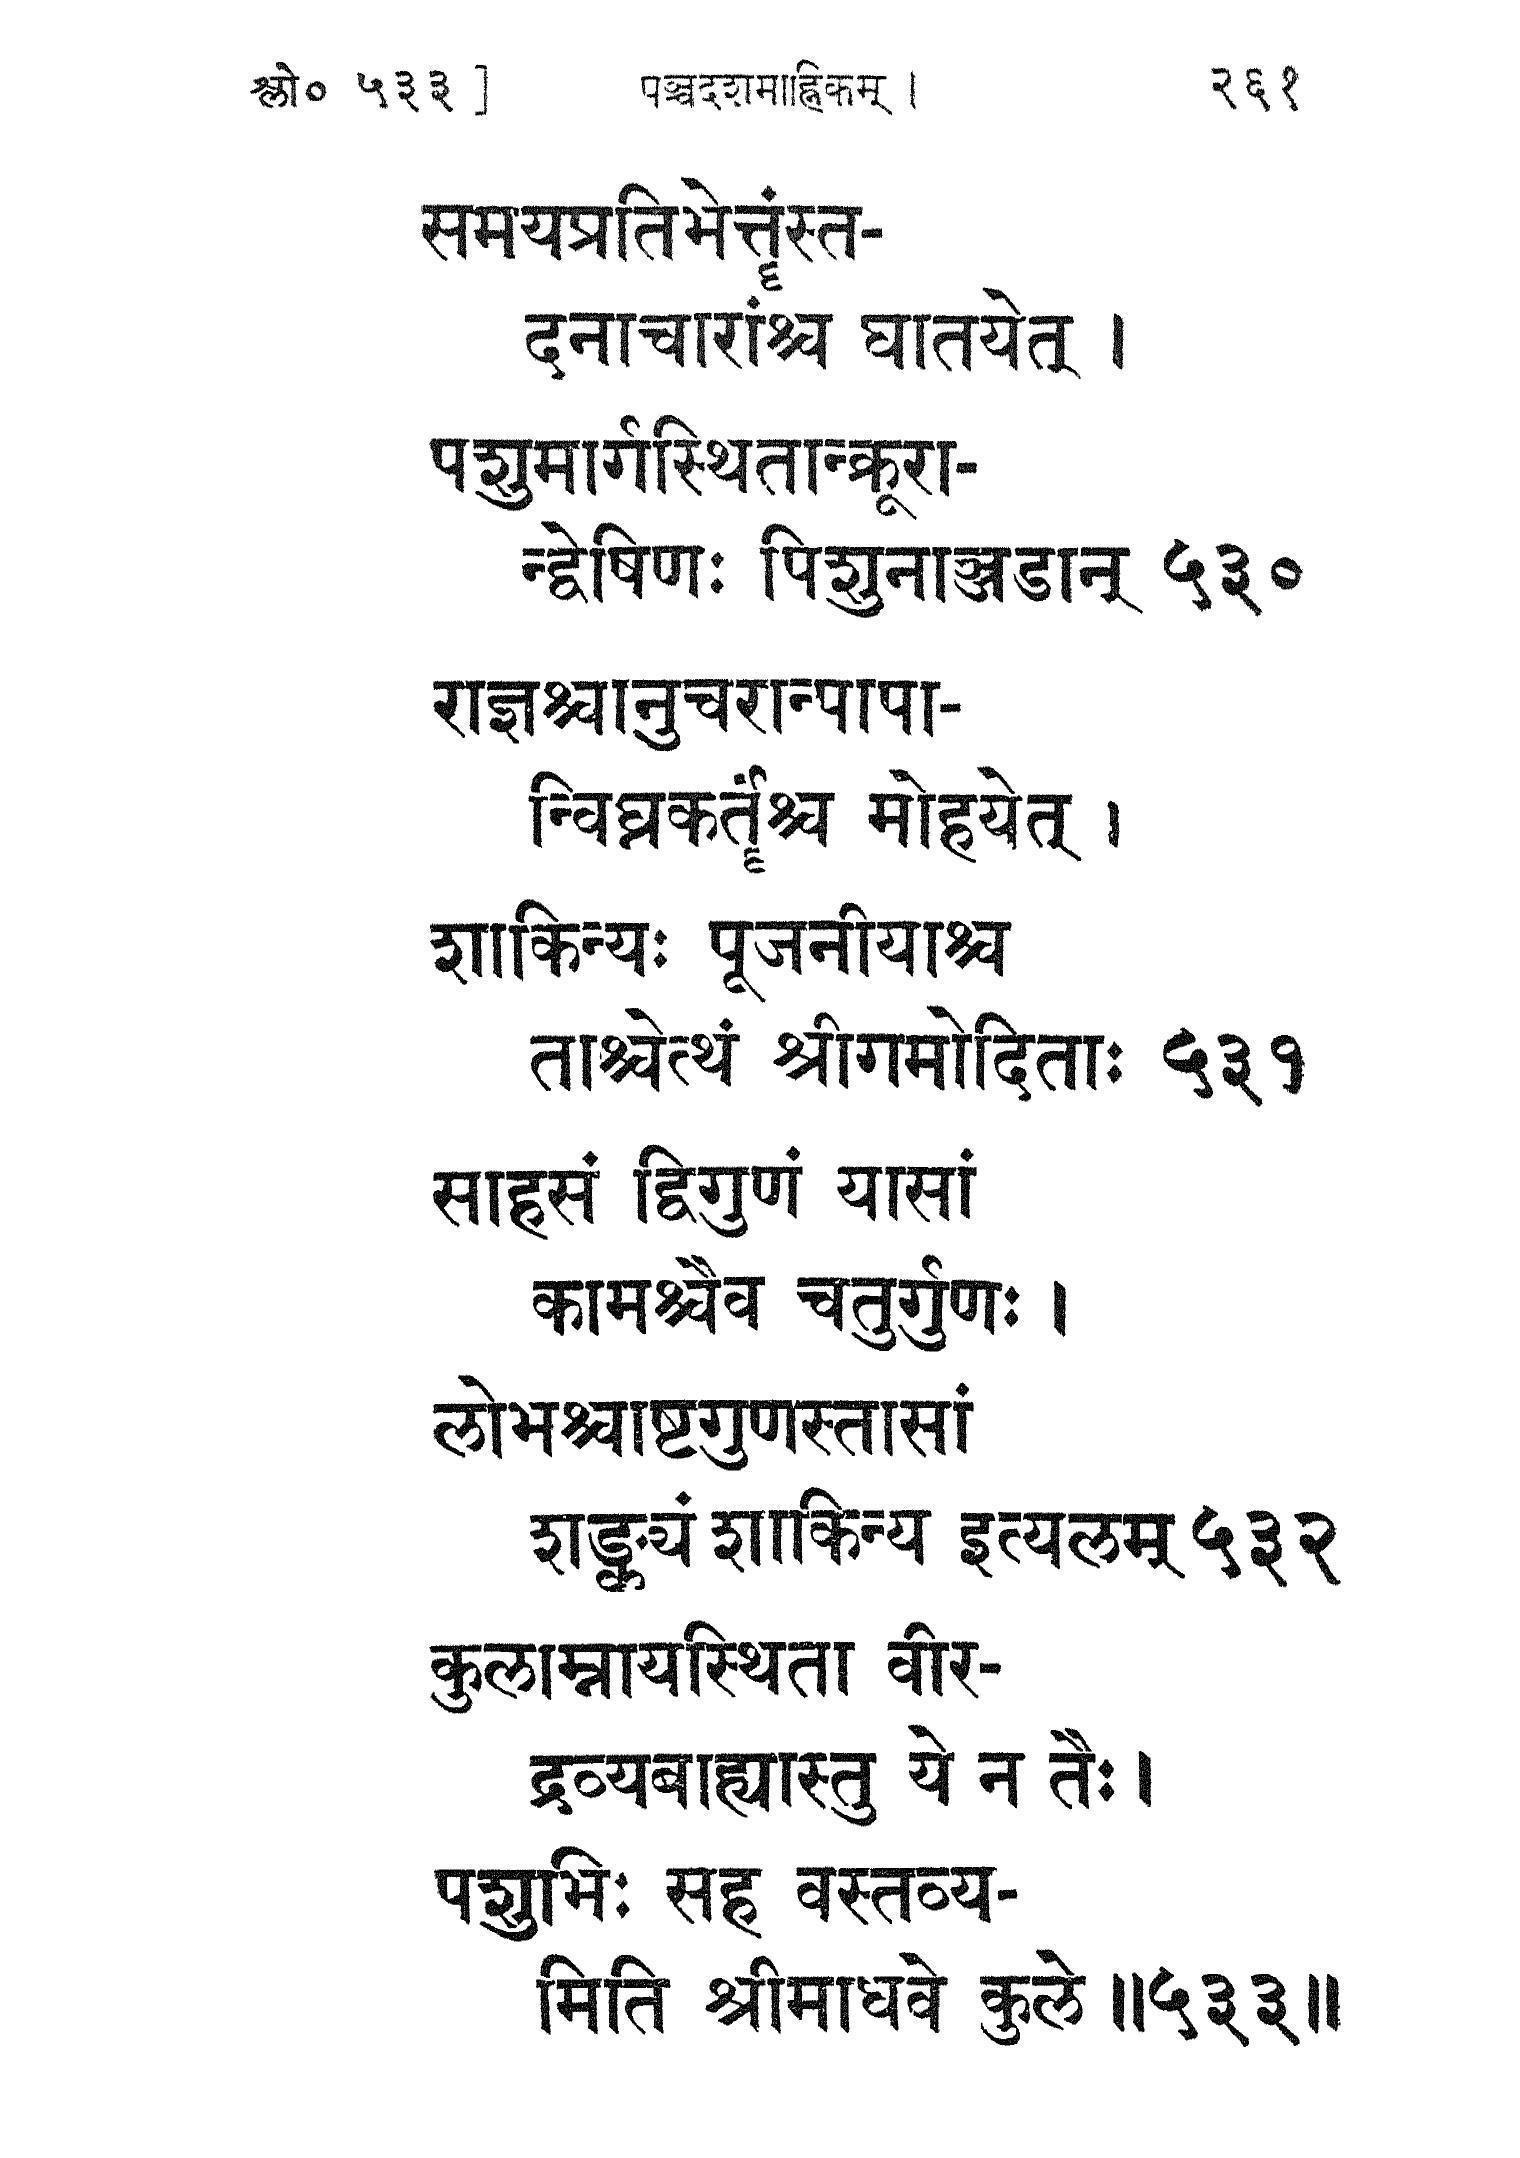 श्लो० ५३३ ] पञ्चदशमाह्निकम् । २६१
समयप्रतिभेत्तॄंस्त-
दनाचारांश्च घातयेत् ।
पशुमार्गस्थितान्क्रूरा-
न्द्वेषिणः पिशुनाञ्जडान् ५३०
राज्ञश्चानुचरान्पापा-
न्विघ्नकर्तॄंश्च मोहयेत् ।
शाकिन्यः पूजनीयाश्च
ताश्चेत्थं श्रीगमोदिताः ५३१
साहसं द्विगुणं यासां
कामश्चैव चतुर्गुणः ।
लोभश्चाष्टगुणस्तासां
शङ्क्यं शाकिन्य इत्यलम् ५३२
कुलाम्नायस्थिता वीर-
द्रव्यबाह्यास्तु ये न तैः ।
पशुभिः सह वस्तव्य-
मिति श्रीमाधवे कुले ॥५३३॥